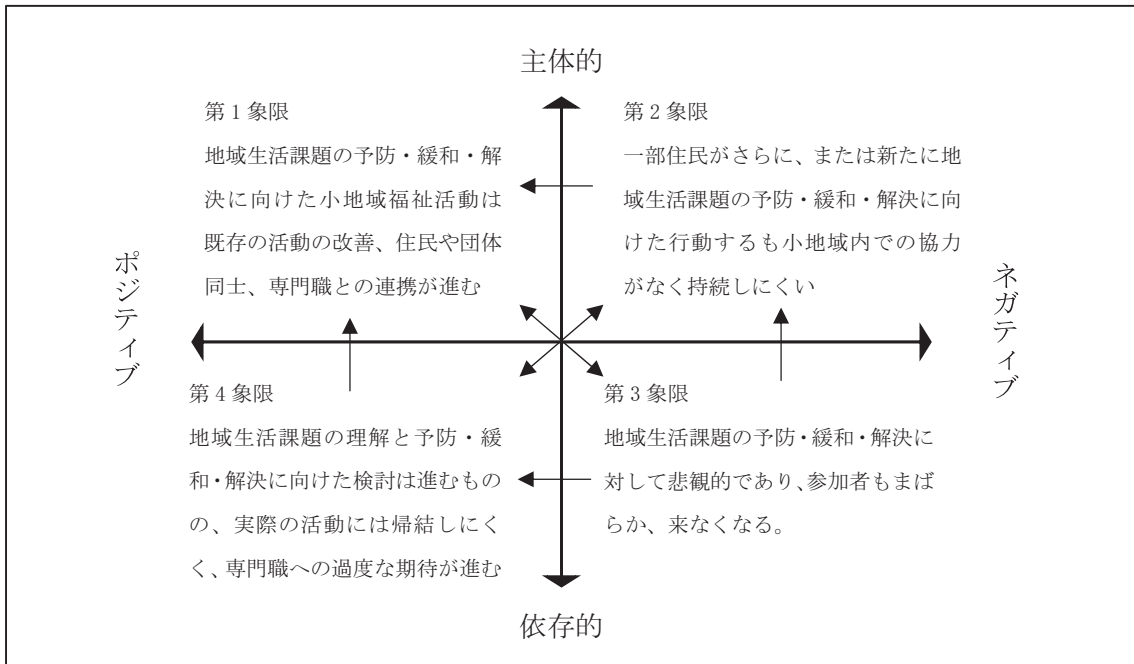 主体的
第1象限
地域生活課題の予防・緩和・解
決に向けた小地域福祉活動は
既存の活動の改善、住民や団体
同士、専門職との連携が進む
第2象限
一部住民がさらに、または新たに地
域生活課題の予防・緩和・解決に向
けた行動するも小地域内での協力
がなく持続しにくい
ポジティブ
ネガティブ
第4象限
地域生活課題の理解と予防・緩
和・解決に向けた検討は進むもの
の、実際の活動には帰結しにく
く、専門職への過度な期待が進む
第3象限
地域生活課題の予防・緩和・解決に
対して悲観的であり、参加者もまば
らか、来なくなる。
依存的